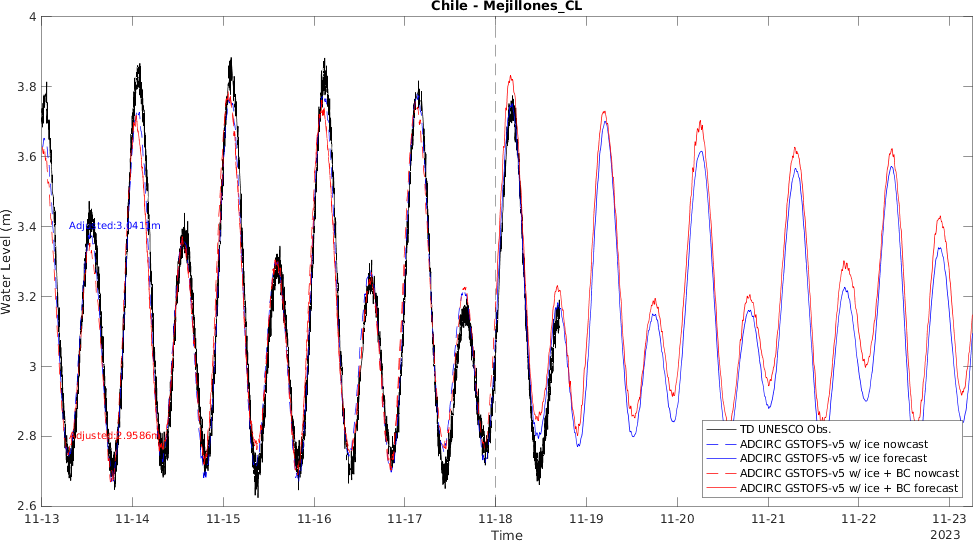 Chile - Mejillones_CL
4
3.8
3.6
3.4
3.2
3
2.8
2.6
Water Level (m)
Adjusted:3.0411m
Adjusted:2.9586m
TD UNESCO Obs.
ADCIRC GSTOFS-v5 w/ ice nowcast
ADCIRC GSTOFS-v5 w/ ice forecast
ADCIRC GSTOFS-v5 w/ ice + BC nowcast
ADCIRC GSTOFS-v5 w/ ice + BC forecast
11-13 11-14 11-15 11-16 11-17 11-18 11-19 11-20 11-21 11-22 11-23
Time
2023